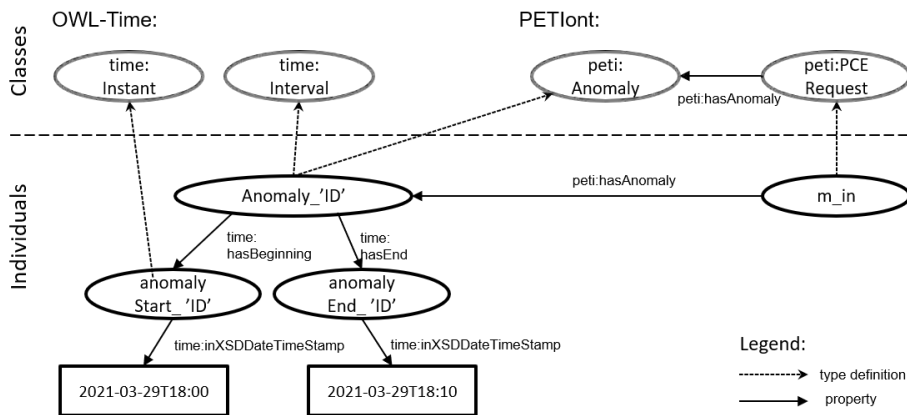 OWL-Time:
PETIont:
Classes
time:
Instant
time:
Interval
peti:
Anomaly
peti:PCE
Request
peti:hasAnomaly
Individuals
Anomaly_'ID'
peti:hasAnomaly
m_in
time:
hasBeginning
time:
hasEnd
anomaly
Start_ 'ID'
anomaly
End_ 'ID'
time:inXSDDateTimeStamp
time:inXSDDateTimeStamp
2021-03-29T18:00
2021-03-29T18:10
Legend:
type definition
property